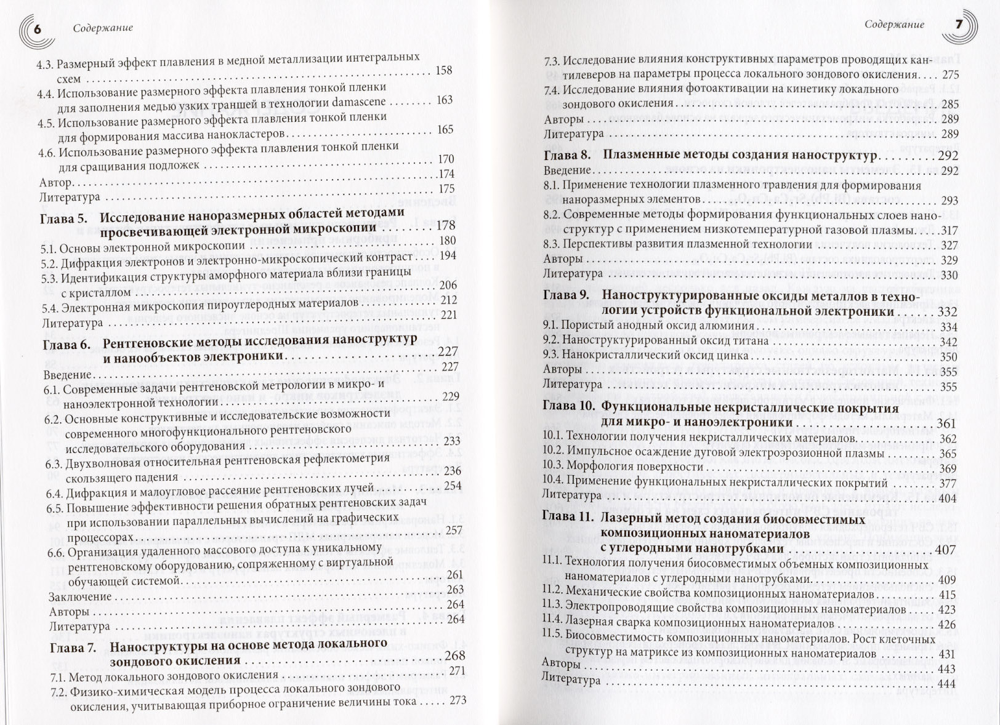 6 Содержание
4.3. Размерный эффект плавления в медной металлизации интегральных
схем . . . . . . . . . . 158
4.4. Использование размерного эффекта плавления тонкой пленки
для заполнения медью узких траншей в технологии damascene . . . . . . . 163
4.5. Использование размерного эффекта плавления тонкой пленки
для формирования массива нанокластеров. . . . . . . . . . 165
4.6. Использование размерного эффекта плавления тонкой пленки
для сращивания подложек . . . . . . . . . . 170
Автор. . . . . . . . . . 174
Литература . . . . . . . . . . 175
Глава 5. Исследование наноразмерных областей методами
просвечивающей электронной микроскопии . . . . . . . 178
5.1. Основы электронной микроскопии . . . . . . . . . . 180
5.2. Дифракция электронов и электронно-микроскопический контраст . . . . 194
5.3. Идентификация структуры аморфного материала вблизи границы
с кристаллом . . . . . . . . . . 206
5.4. Электронная микроскопия пироуглеродных материалов . . . . . . . . . . 212
Литература . . . . . . . . . . 221
Глава 6. Рентгеновские методы исследования наноструктур
и нанообъектов электроники. . . . . . . . . . 227
Введение. . . . . . . . . . 227
6.1. Современные задачи рентгеновской метрологии в микро- и
наноэлектронной технологии . . . . . . . . . . 229
6.2. Основные конструктивные и исследовательские возможности
современного многофункционального рентгеновского
исследовательского оборудования . . . . . . . . . . 233
6.3. Двухволновая относительная рентгеновская рефлектометрия
скользящего падения . . . . . . . . . . 236
6.4. Дифракция и малоугловое рассеяние рентгеновских лучей. . . . . . . . . . 254
6.5. Повышение эффективности решения обратных рентгеновских задач
при использовании параллельных вычислений на графических
процессорах. . . . . . . . . . 257
6.6. Организация удаленного массового доступа к уникальному
рентгеновскому оборудованию, сопряженному с виртуальной
обучающей системой. . . . . . . . . . 261
Заключение . . . . . . . . . . 263
Авторы . . . . . . . . . . 264
Литература . . . . . . . . . . 264
Глава 7. Наноструктуры на основе метода локального
зондового окисления . . . . . . . . . . 268
7.1. Метод локального зондового окисления . . . . . . . . . . 271
7.2. Физико-химическая модель процесса локального зондового
окисления, учитывающая приборное ограничение величины тока . . . . . 273
Содержание 7
7.3. Исследование влияния конструктивных параметров проводящих кан-
тилеверов на параметры процесса локального зондового окисления. . . . 275
7.4. Исследование влияния фотоактивации на кинетику локального
зондового окисления . . . . . . . . . . 285
Авторы . . . . . . . . . . 289
Литература . . . . . . . . . . 289
Глава 8. Плазменные методы создания наноструктур. . . . . . . . . 292
Введение. . . . . . . . . . 292
8.1. Применение технологии плазменного травления для формирования
наноразмерных элементов. . . . . . . . . . 293
8.2. Современные методы формирования функциональных слоев нано-
структур с применением низкотемпературной газовой плазмы. . . . .317
8.3. Перспективы развития плазменной технологии . . . . . . . . . . 327
Авторы . . . . . . . . . . 329
Литература . . . . . . . . . . 330
Глава 9. Наноструктурированные оксиды металлов в техно-
логии устройств функциональной электроники . . . . . . 332
9.1. Пористый анодный оксид алюминия . . . . . . . . . . 334
9.2. Наноструктурированный оксид титана . . . . . . . . . . 342
9.3. Нанокристаллический оксид цинка . . . . . . . . . . 350
Авторы . . . . . . . . . . 355
Литература . . . . . . . . . . 355
Глава 10. Функциональные некристаллические покрытия
для микро- и наноэлектроники . . . . . . . . . . 361
10.1. Технологии получения некристаллических материалов. . . . . . . . . . 362
10.2. Импульсное осаждение дуговой электроэрозионной плазмы . . . . . . . . 365
10.3. Морфология поверхности . . . . . . . . . . 369
10.4. Применение функциональных некристаллических покрытий . . . . . . . 377
Литература . . . . . . . . . . 404
Глава 11. Лазерный метод создания биосовместимых
композиционных наноматериалов
с углеродными нанотрубками . . . . . . . . . . 407
11.1. Технология получения биосовместимых объемных композиционных
наноматериалов с углеродными нанотрубками. . . . . . . . . . 409
11.2. Механические свойства композиционных наноматериалов . . . . . . . . . 415
11.3. Электропроводящие свойства композиционных наноматериалов . . . . . 423
11.4. Лазерная сварка композиционных наноматериалов . . . . . . . . . . 426
11.5. Биосовместимость композиционных наноматериалов. Рост клеточных
структур на матриксе из композиционных наноматериалов . . . . . . . . . 431
Авторы . . . . . . . . . . 443
Литература . . . . . . . . . . 444